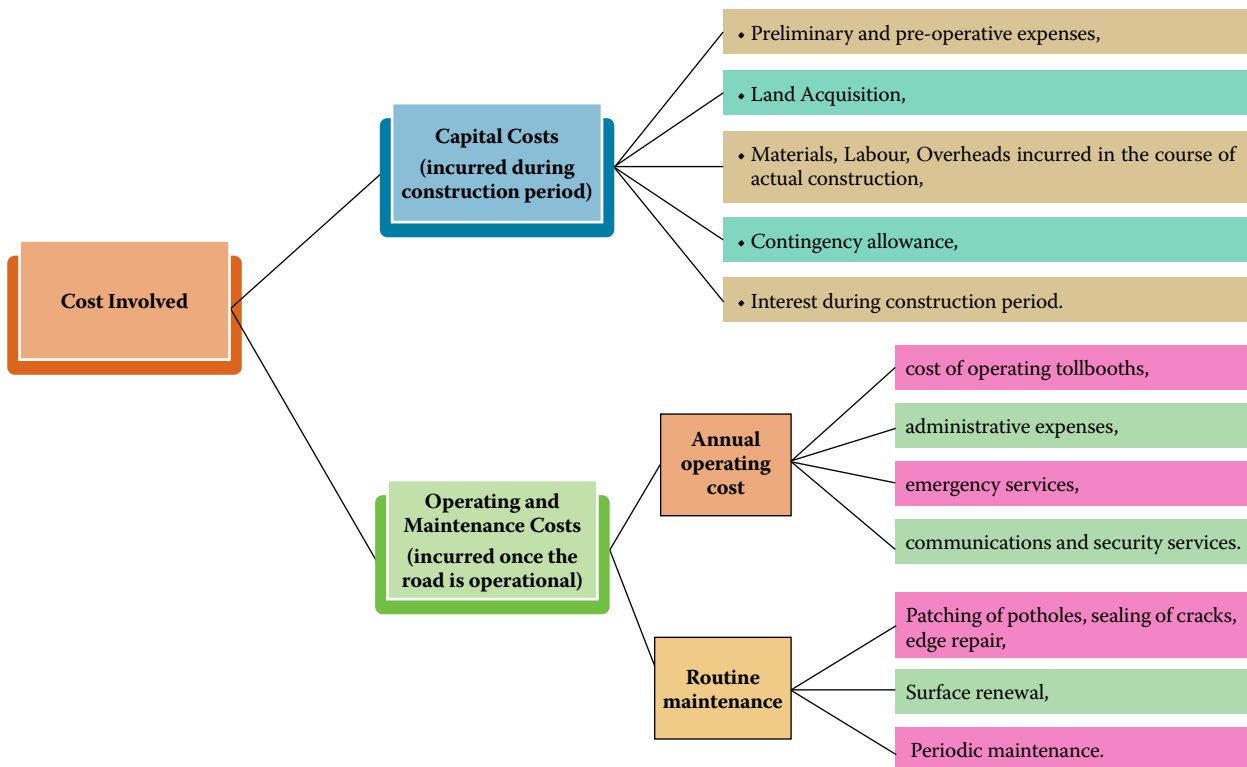 Cost Involved
Capital Costs
(incurred during
construction period)
• Preliminary and pre-operative expenses,
• Land Acquisition,
• Materials, Labour, Overheads incurred in the course of
actual construction,
• Contingency allowance,
• Interest during construction period.
Operating and
Maintenance Costs
(incurred once the
road is operational)
Annual
operating
cost
cost of operating tollbooths,
administrative expenses,
emergency services,
communications and security services.
Routine
maintenance
Patching of potholes, sealing of cracks,
edge repair,
Surface renewal,
Periodic maintenance.